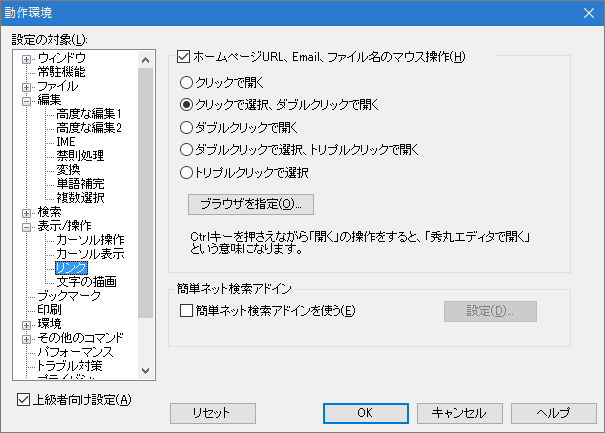 動作環境
設定の対象(L):
ウィンドウ
常駐機能
ファイル
編集
高度な編集1
高度な編集2
IME
禁則処理
変換
単語補完
複数選択
検索
表示/操作
カーソル操作
カーソル表示
リンク
文字の描画
ブックマーク
印刷
環境
その他のコマンド
パフォーマンス
トラブル対策
プライバシー
上級者向け設定(A)
ホームページURL、Email、ファイル名のマウス操作(H)
クリックで開く
クリックで選択、ダブルクリックで開く
ダブルクリックで開く
ダブルクリックで選択、トリプルクリックで開く
トリプルクリックで選択
ブラウザを指定(O)...
Ctrlキーを押さえながら「開く」の操作をすると、「秀丸エディタで開く」
という意味になります。
簡単ネット検索アドイン
簡単ネット検索アドインを使う(E)
設定(D)...
リセット
OK
キャンセル
ヘルプ